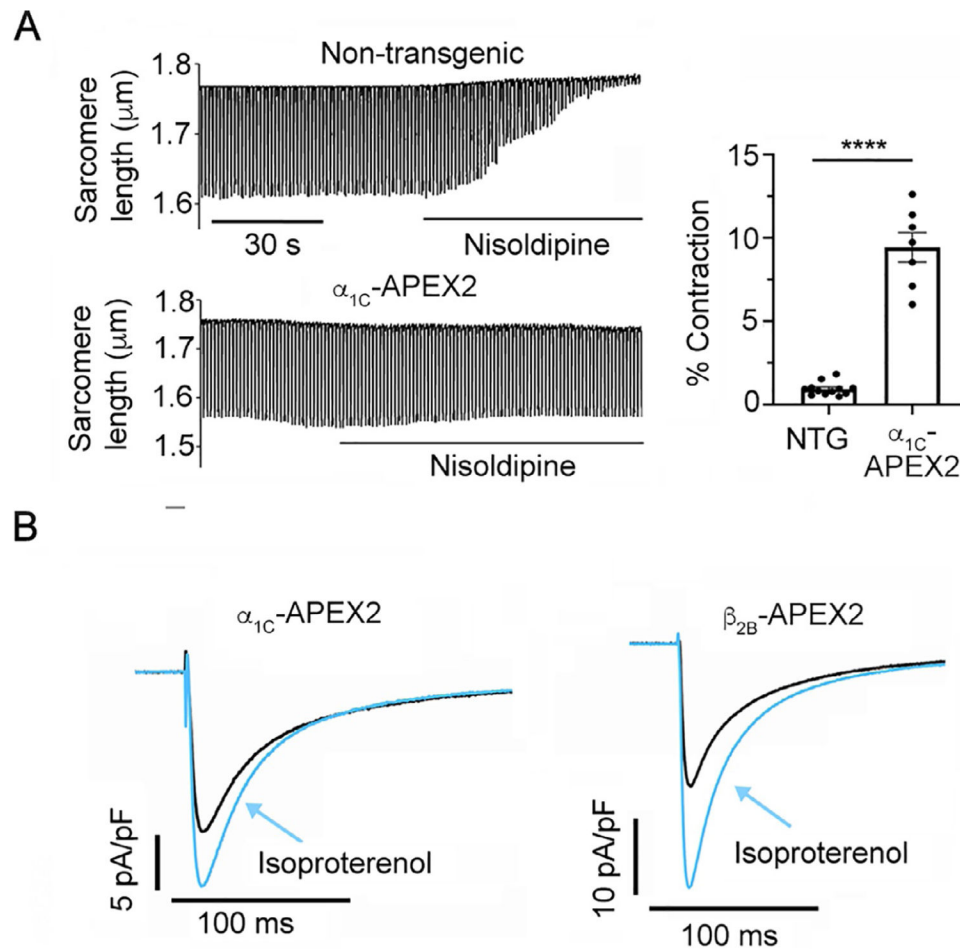 A
Non-transgenic
Sarcomere
length (μm)
1.8
1.7
1.6
30 s
Nisoldipine
α1C-APEX2
Sarcomere
length (μm)
1.8
1.7
1.6
1.5
Nisoldipine
% Contraction
15
10
5
0
****
NTG
α1C-
APEX2
B
α1C-APEX2
5 pA/pF
Isoproterenol
100 ms
β2B-APEX2
10 pA/pF
Isoproterenol
100 ms